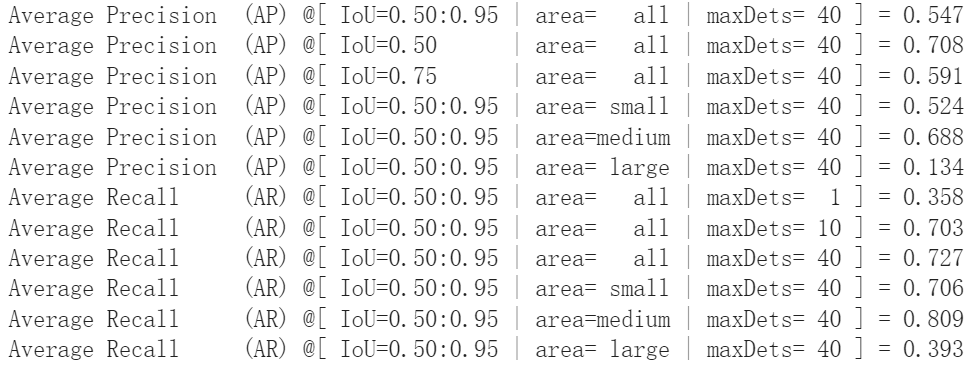 Average Precision  (AP) @[ IoU=0.50:0.95 | area=   all | maxDets= 40 ] = 0.547
Average Precision  (AP) @[ IoU=0.50      | area=   all | maxDets= 40 ] = 0.708
Average Precision  (AP) @[ IoU=0.75      | area=   all | maxDets= 40 ] = 0.591
Average Precision  (AP) @[ IoU=0.50:0.95 | area= small | maxDets= 40 ] = 0.524
Average Precision  (AP) @[ IoU=0.50:0.95 | area=medium | maxDets= 40 ] = 0.688
Average Precision  (AP) @[ IoU=0.50:0.95 | area= large | maxDets= 40 ] = 0.134
Average Recall     (AR) @[ IoU=0.50:0.95 | area=   all | maxDets=  1 ] = 0.358
Average Recall     (AR) @[ IoU=0.50:0.95 | area=   all | maxDets= 10 ] = 0.703
Average Recall     (AR) @[ IoU=0.50:0.95 | area=   all | maxDets= 40 ] = 0.727
Average Recall     (AR) @[ IoU=0.50:0.95 | area= small | maxDets= 40 ] = 0.706
Average Recall     (AR) @[ IoU=0.50:0.95 | area=medium | maxDets= 40 ] = 0.809
Average Recall     (AR) @[ IoU=0.50:0.95 | area= large | maxDets= 40 ] = 0.393